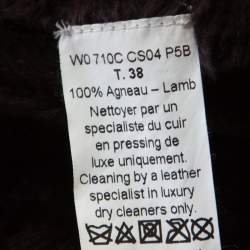 W0 710C CS04 P5B
T. 38
100% Agneau – Lamb
Nettoyer par un
specialiste du cuir
en pressing de
luxe uniquement.
Cleaning by a leather
specialist in luxury
dry cleaners only.